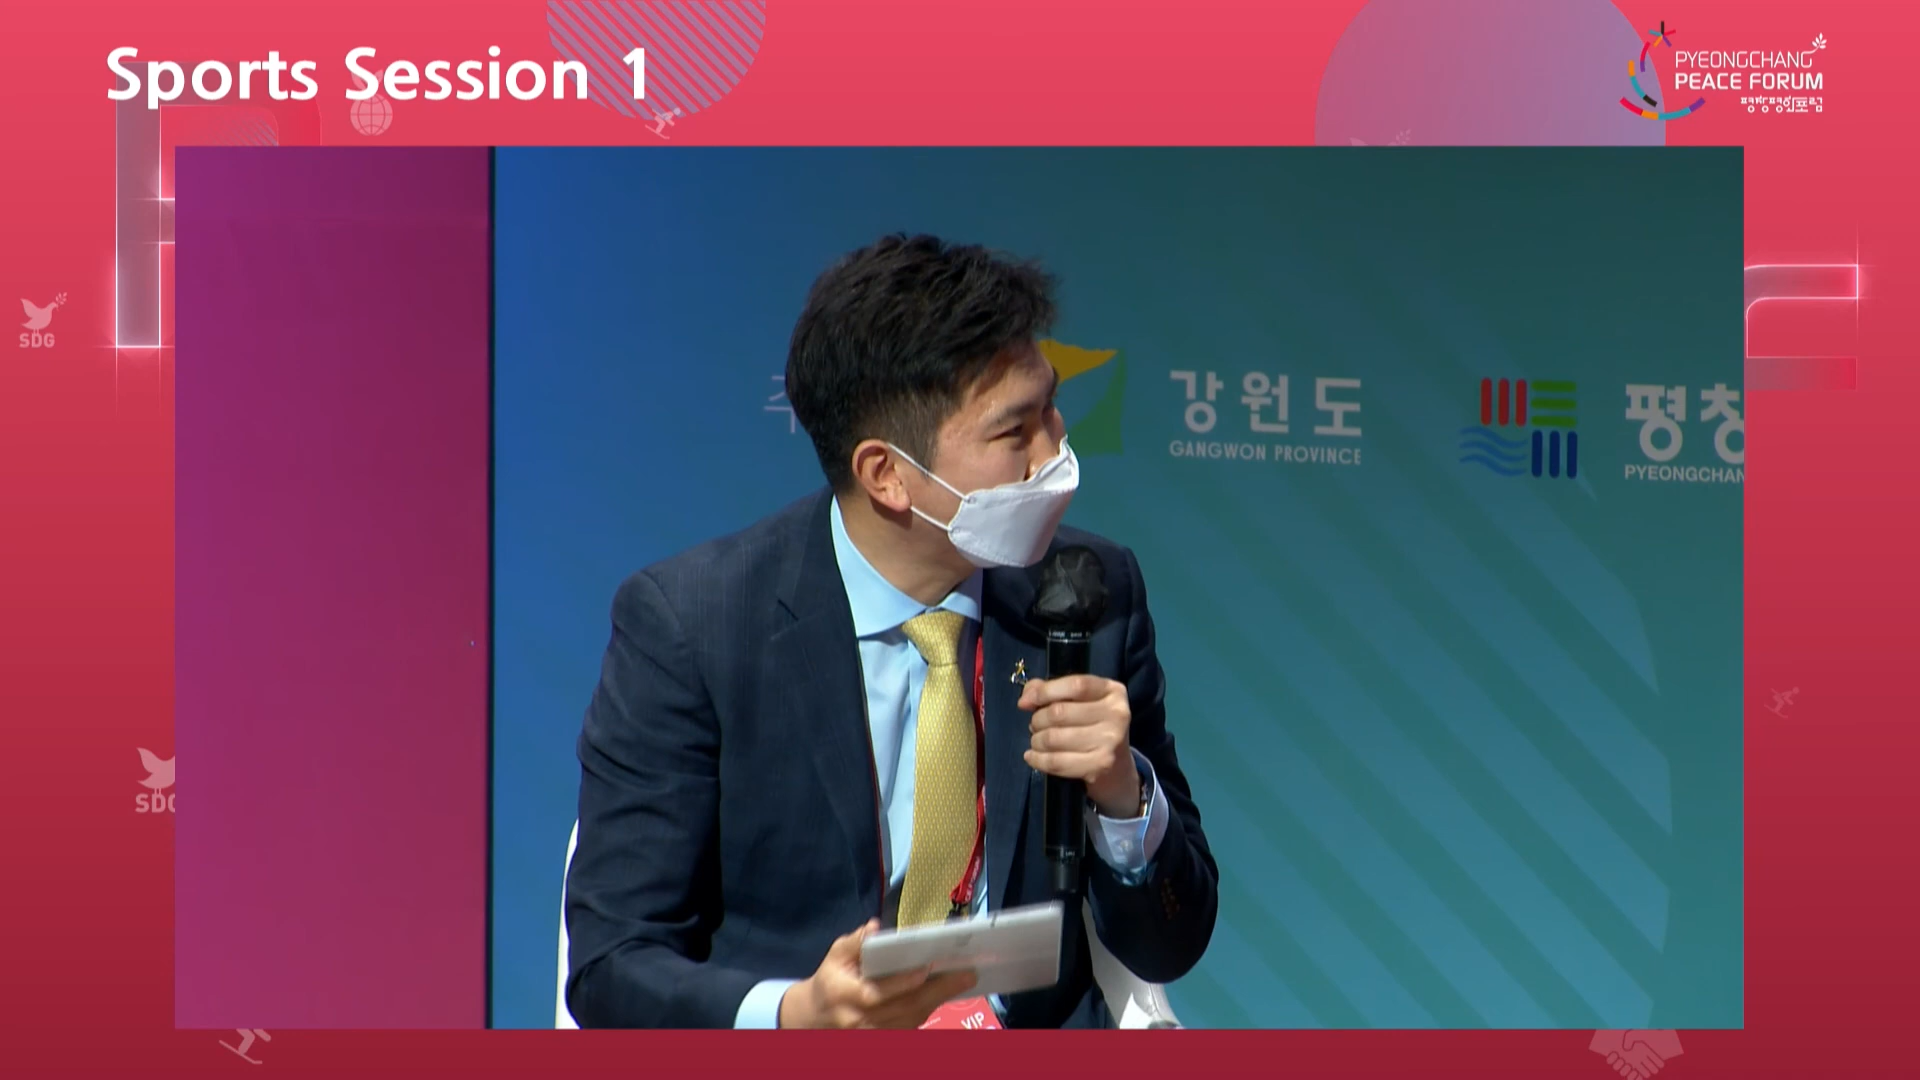 Sports Session 1
PYEONGCHANG
PEACE FORUM
평창평화포럼
SDG
강원도
GANGWON PROVINCE
평창
PYEONGCHAN
SDG
VIP